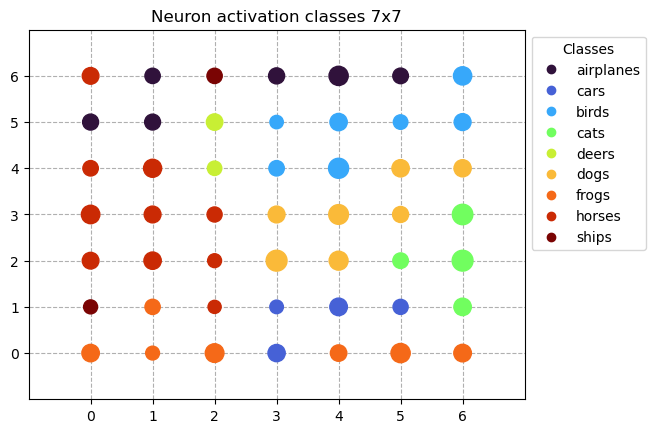 Neuron activation classes 7x7
6
5
4
3
2
1
0
0 1 2 3 4 5 6
Classes
airplanes
cars
birds
cats
deers
dogs
frogs
horses
ships